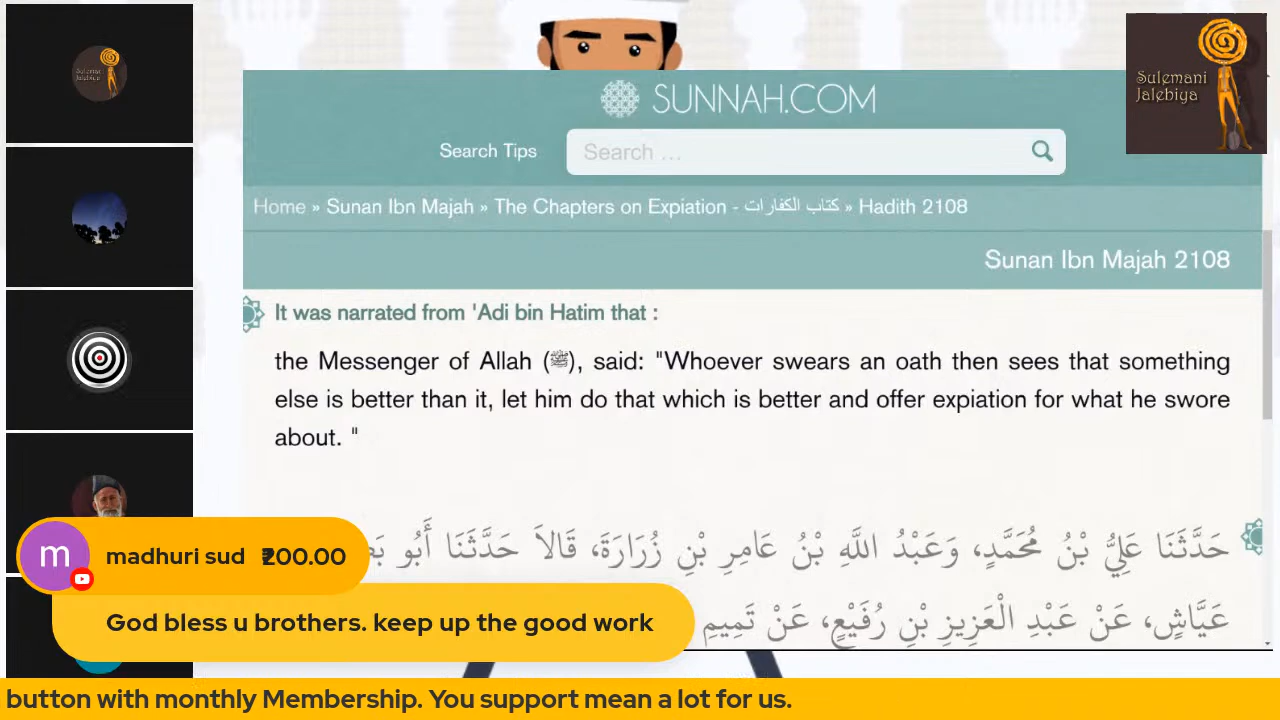 Sulemani
Jalebiya
SUNNAH.COM
Search Tips
Search ...
Home » Sunan Ibn Majah » The Chapters on Expiation - كتاب الكفارات » Hadith 2108
Sunan Ibn Majah 2108
It was narrated from 'Adi bin Hatim that :
the Messenger of Allah (ﷺ), said: "Whoever swears an oath then sees that something
else is better than it, let him do that which is better and offer expiation for what he swore
about. "
حَدَّثَنَا عَلِيُّ بْنُ مُحَمَّدٍ، وَعَبْدُ اللَّهِ بْنُ عَامِرِ بْنِ زُرَارَةَ، قَالاَ حَدَّثَنَا أَبُو
عَيَّاشٍ، عَنْ عَبْدِ الْعَزِيزِ بْنِ رُفَيْعٍ، عَنْ تَمِيمِ
m
madhuri sud ₹200.00
God bless u brothers. keep up the good work
button with monthly Membership. You support mean a lot for us.